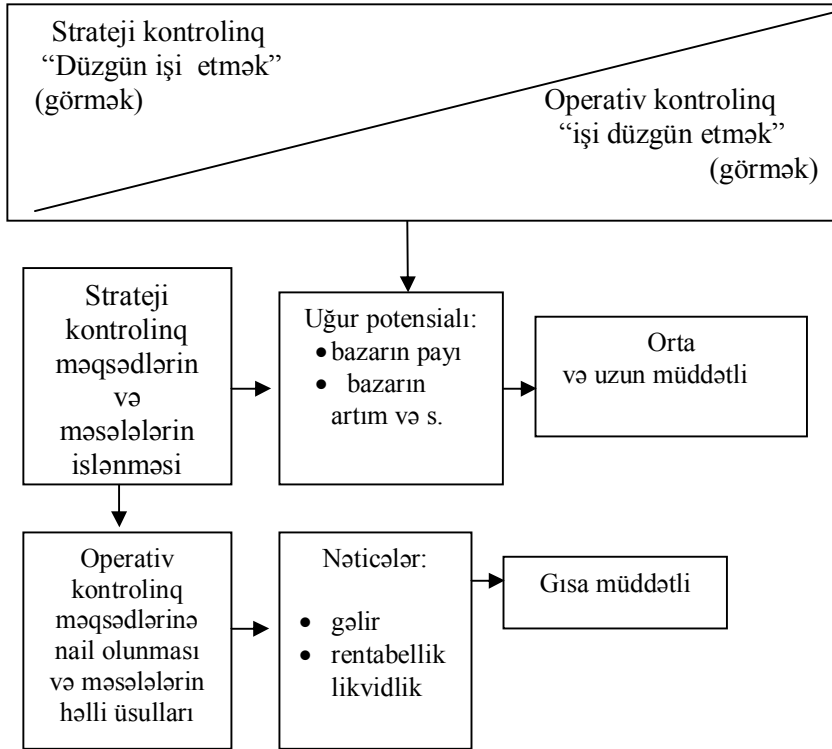 Strateji kontrolinq
“Düzgün işi etmək”
(görmək)
Operativ kontrolinq
“işi düzgün etmək”
(görmək)
Strateji
kontrolinq
məqsədlərin
və
məsələlərin
islənməsi
Uğur potensialı:
• bazarın payı
• bazarın
artım və s.
Orta
və uzun müddətli
Operativ
kontrolinq
məqsədlərinə
nail olunması
və məsələlərin
həlli üsulları
Nəticələr:
• gəlir
• rentabellik
likvidlik
Gısa müddətli